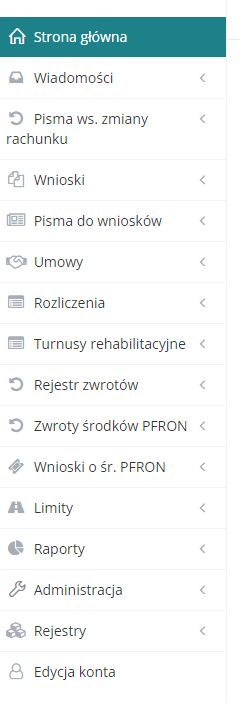 Strona główna
Wiadomości
Pisma ws. zmiany
rachunku
Wnioski
Pisma do wniosków
Umowy
Rozliczenia
Turnusy rehabilitacyjne
Rejestr zwrotów
Zwroty środków PFRON
Wnioski o śr. PFRON
Limity
Raporty
Administracja
Rejestry
Edycja konta